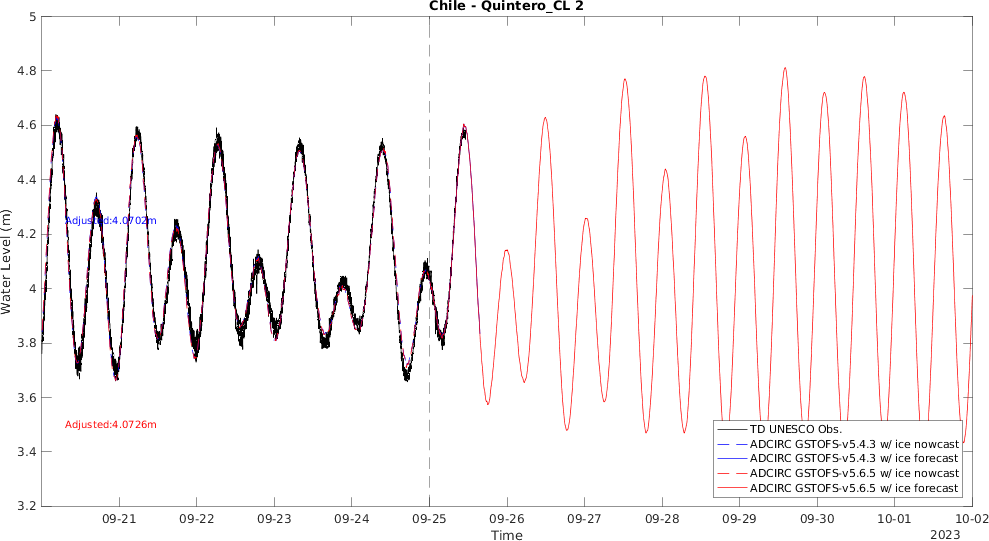 Chile - Quintero_CL 2
5
4.8
4.6
4.4
4.2
4
3.8
3.6
3.4
3.2
Water Level (m)
Adjusted:4.0702m
Adjusted:4.0726m
TD UNESCO Obs.
ADCIRC GSTOFS-v5.4.3 w/ ice nowcast
ADCIRC GSTOFS-v5.4.3 w/ ice forecast
ADCIRC GSTOFS-v5.6.5 w/ ice nowcast
ADCIRC GSTOFS-v5.6.5 w/ ice forecast
09-21 09-22 09-23 09-24 09-25 09-26 09-27 09-28 09-29 09-30 10-01 10-02
Time
2023